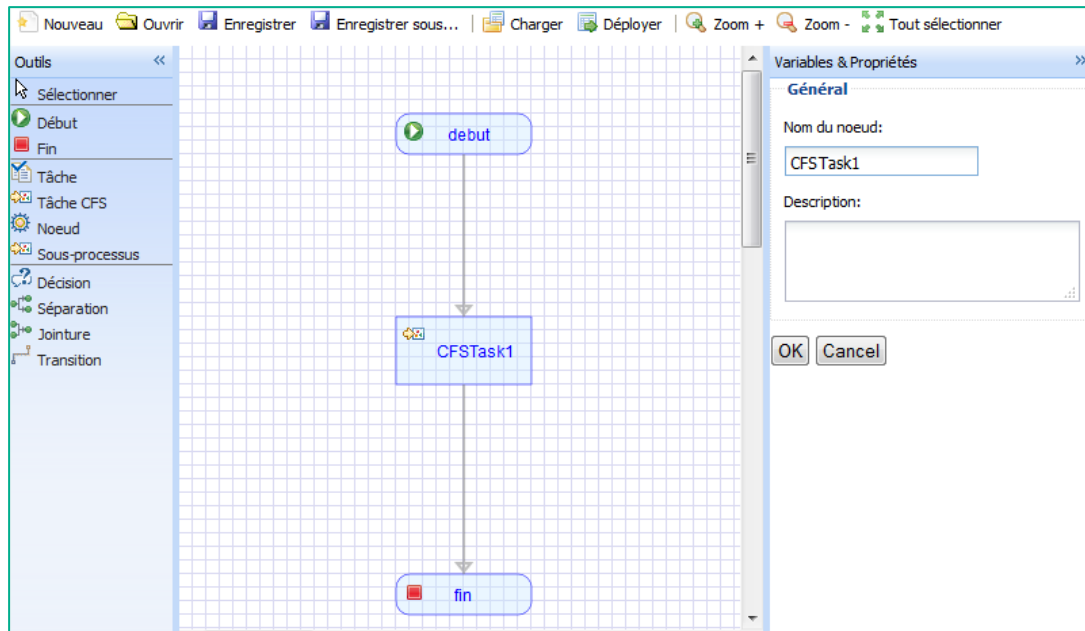 Nouveau Ouvrir Enregistrer Enregistrer sous... | Charger Déployer | Zoom + Zoom - Tout sélectionner
Outils «
Sélectionner
Début
Fin
Tâche
Tâche CFS
Noeud
Sous-processus
Décision
Séparation
Jointure
Transition
debut
CFSTask1
fin
Variables & Propriétés »
Général
Nom du noeud:
CFSTask1
Description:
OK Cancel